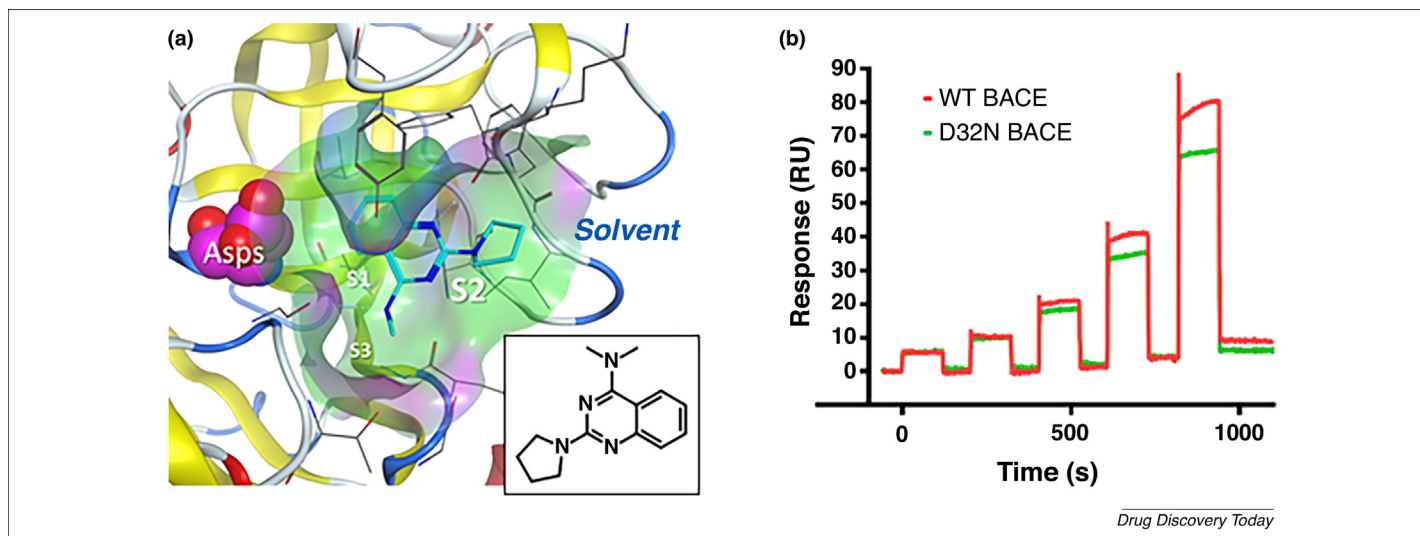 (a)
Asps
S1
S3
S2
Solvent
N
N
N
N
(b)
Response (RU)
90
80
70
60
50
40
30
20
10
0
WT BACE
D32N BACE
0
500
1000
Time (s)
Drug Discovery Today